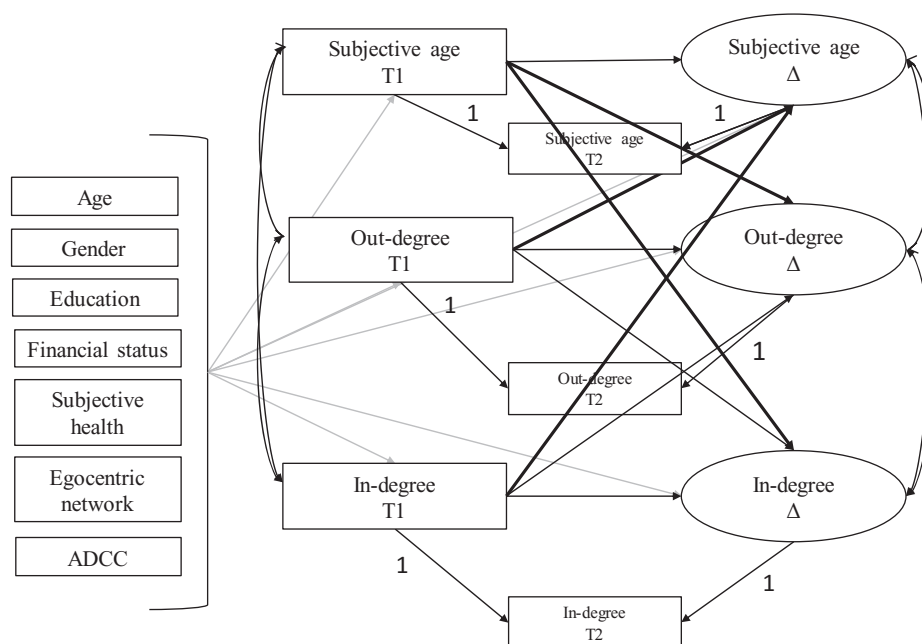 Age
Gender
Education
Financial status
Subjective
health
Egocentric
network
ADCC
Subjective age
T1
1
Subjective age
T2
1
Subjective age
Δ
Out-degree
T1
1
Out-degree
T2
1
Out-degree
Δ
In-degree
T1
1
In-degree
T2
1
In-degree
Δ